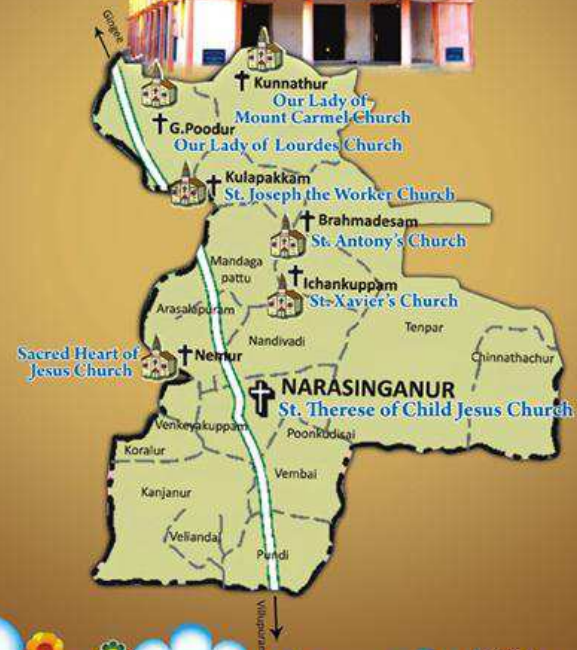 Gingee
Kunnathur
Our Lady of
Mount Carmel Church
G.Poodur
Our Lady of Lourdes Church
Kulapakkam
St. Joseph the Worker Church
Brahmadesam
St. Antony's Church
Mandaga
pattu
Ichankuppam
St. Xavier's Church
Arasalapuram
Tenpar
Nandivadi
Chinnathachur
Sacred Heart of
Jesus Church
Nemur
NARASINGANUR
St. Therese of Child Jesus Church
Venkeyakuppam
Poonkudisai
Koralur
Vembai
Kanjanur
Veliandal
Pundi